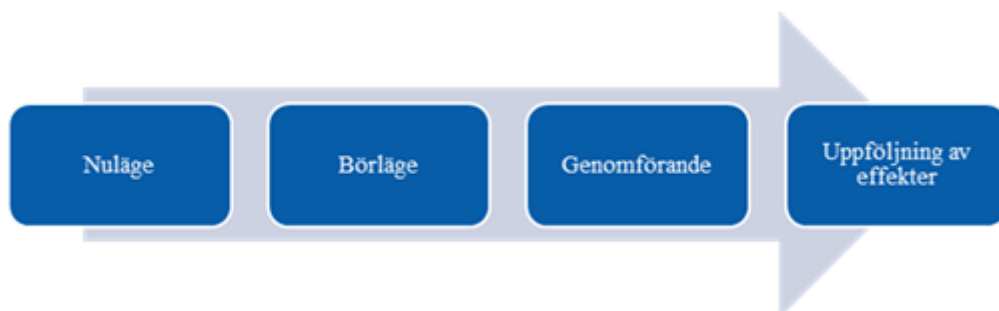 Nuläge
Börläge
Genomförande
Uppföljning av
effekter